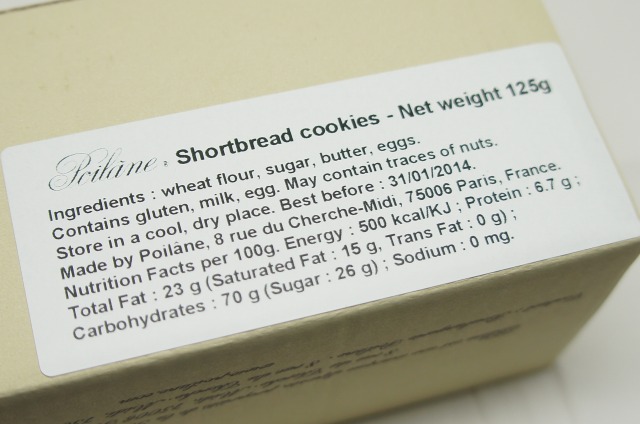 Poilâne® Shortbread cookies - Net weight 125g
Ingredients : wheat flour, sugar, butter, eggs.
Contains gluten, milk, egg. May contain traces of nuts.
Store in a cool, dry place. Best before : 31/01/2014.
Made by Poilâne, 8 rue du Cherche-Midi, 75006 Paris, France.
Nutrition Facts per 100g. Energy : 500 kcal/KJ ; Protein : 6.7 g ;
Total Fat : 23 g (Saturated Fat : 15 g, Trans Fat : 0 g) ;
Carbohydrates : 70 g (Sugar : 26 g) ; Sodium : 0 mg.